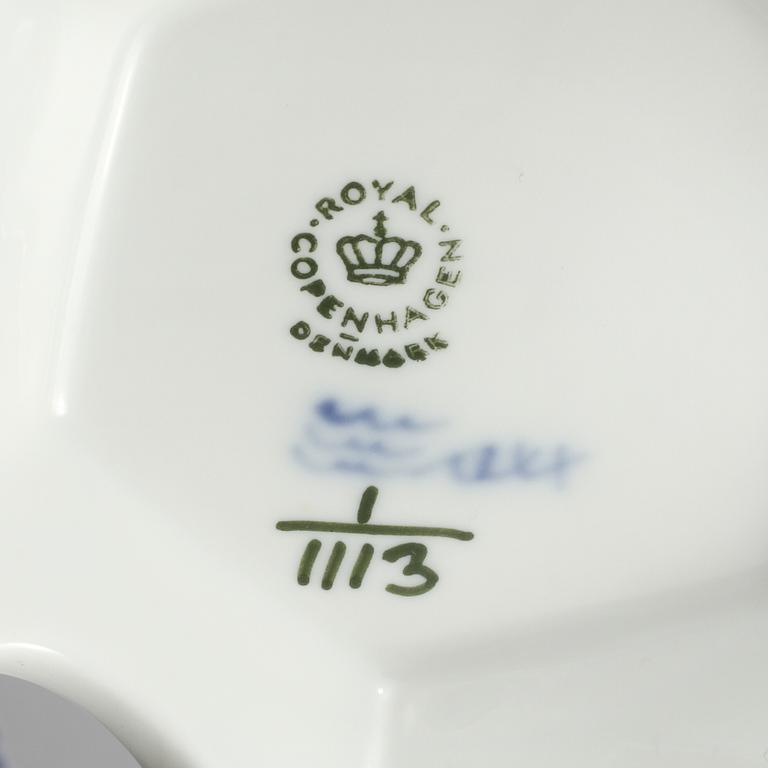 ROYAL
COPENHAGEN
DENMARK
1
1113